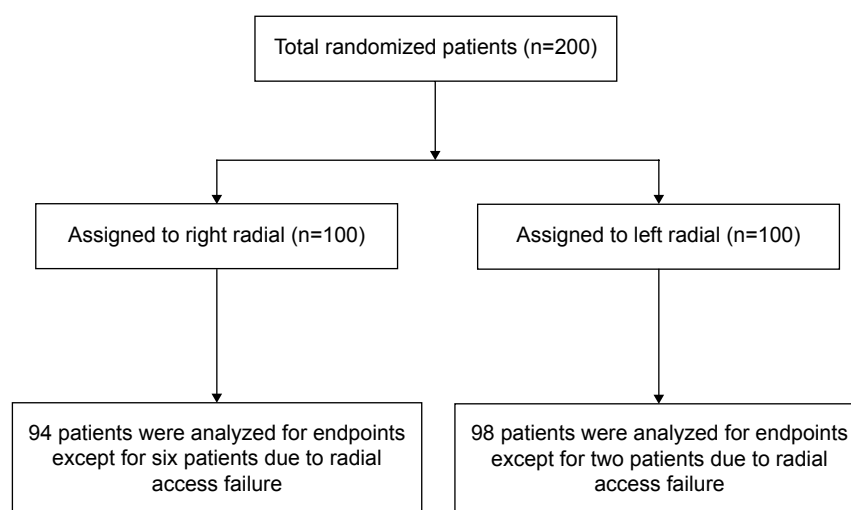 Total randomized patients (n=200)
Assigned to right radial (n=100)
Assigned to left radial (n=100)
94 patients were analyzed for endpoints
except for six patients due to radial
access failure
98 patients were analyzed for endpoints
except for two patients due to radial
access failure